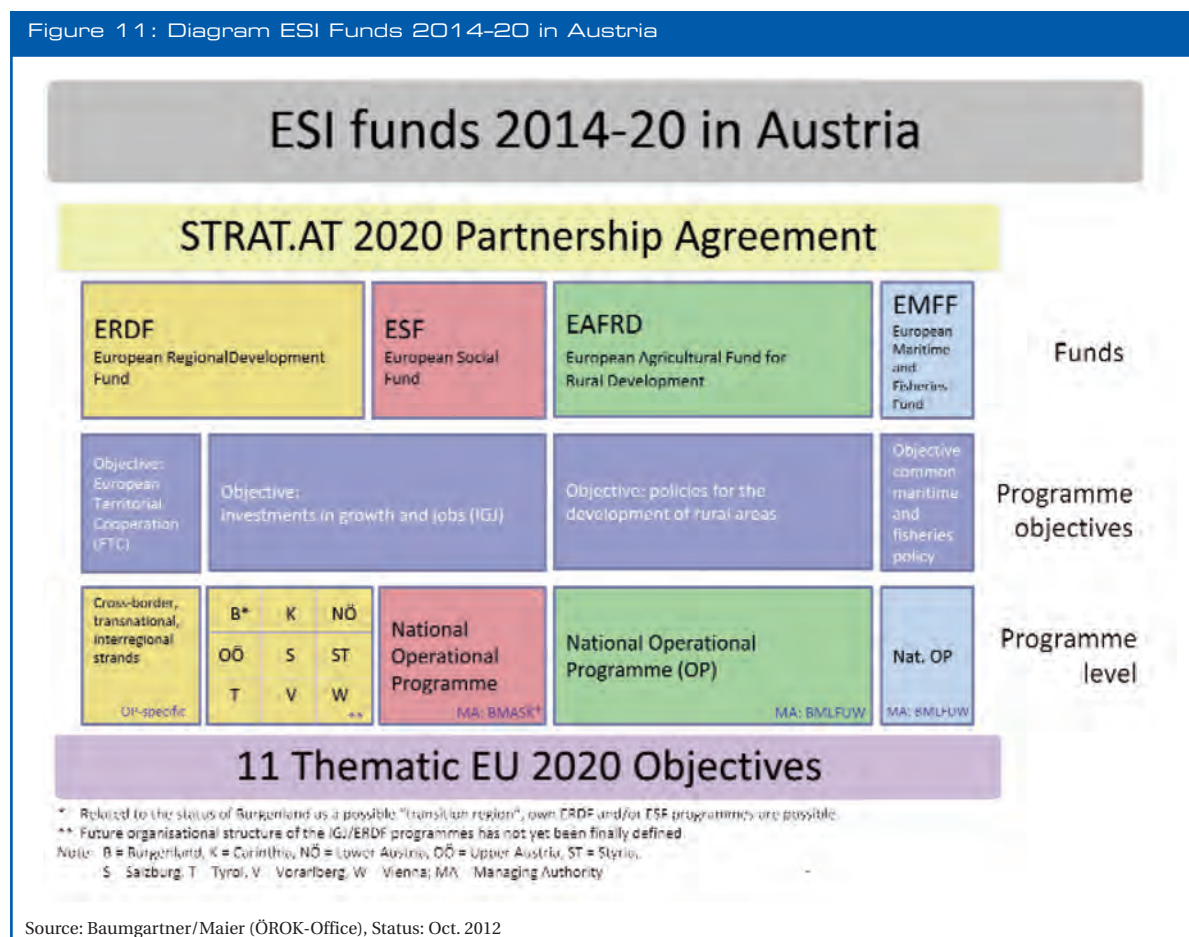 Figure 11: Diagram ESI Funds 2014-20 in Austria
ESI funds 2014-20 in Austria
STRAT.AT 2020 Partnership Agreement
ERDF
European RegionalDevelopment
Fund
ESF
European Social
Fund
EAFRD
European Agricultural Fund for
Rural Development
EMFF
European
Maritime
and
Fisheries
Fund
Funds
Objective:
European
Territorial
Cooperation
(ETC)
Objective:
investments in growth and jobs (IGJ)
Objective: policies for the
development of rural areas
Objective
common
maritime
and
fisheries
policy
Programme
objectives
Cross-border,
transnational,
interregional
strands
OP-specific
B* K NÖ
OÖ S ST
T V W
**
National
Operational
Programme
MA: BMASK*
National Operational
Programme (OP)
MA: BMLFUW
Nat. OP
MA: BMLFUW
Programme
level
11 Thematic EU 2020 Objectives
* Related to the status of Burgenland as a possible "transition region", own ERDF and/or ESF programmes are possible
** Future organisational structure of the IGJ/ERDF programmes has not yet been finally defined
Note: B = Burgenland, K = Carinthia, NÖ = Lower Austria, OÖ = Upper Austria, ST = Styria,
S Salzburg, T Tyrol, V Vorarlberg, W Vienna; MA Managing Authority
Source: Baumgartner/Maier (ÖROK-Office), Status: Oct. 2012